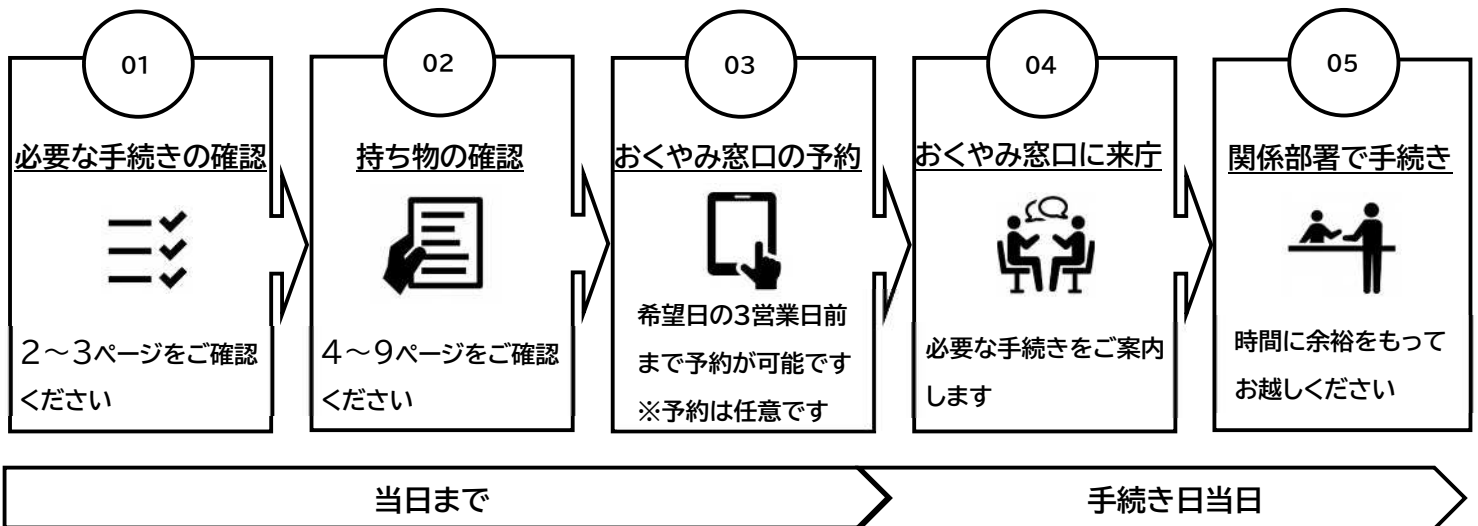 01
必要な手続きの確認
2～3ページをご確認
ください
02
持ち物の確認
4～9ページをご確認
ください
03
おくやみ窓口の予約
希望日の3営業日前
まで予約が可能です
※予約は任意です
04
おくやみ窓口に来庁
必要な手続きをご案内
します
05
関係部署で手続き
時間に余裕をもって
お越しください
当日まで
手続き日当日